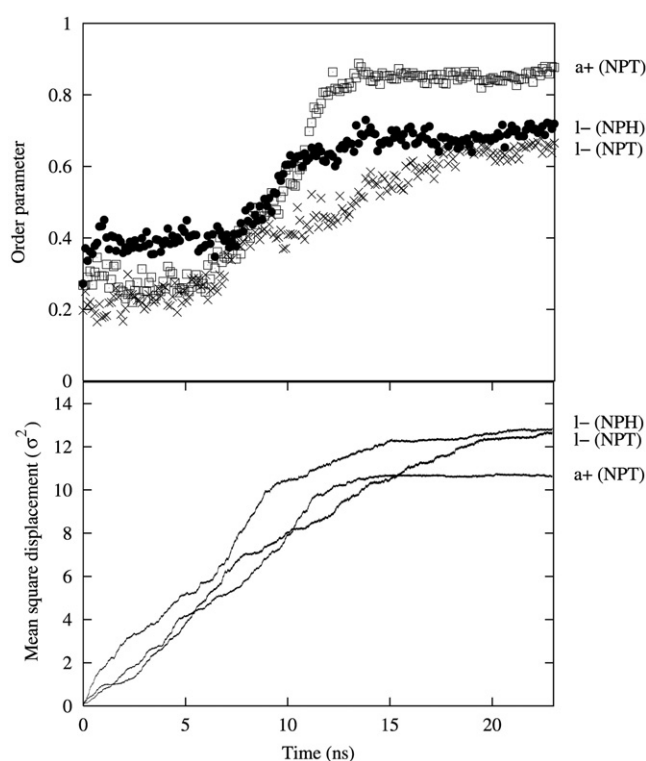 1
0.8
0.6
0.4
0.2
0
Order parameter
a+ (NPT)
l− (NPH)
l− (NPT)
14
12
10
8
6
4
2
0
Mean square displacement (σ²)
l− (NPH)
l− (NPT)
a+ (NPT)
0 5 10 15 20
Time (ns)